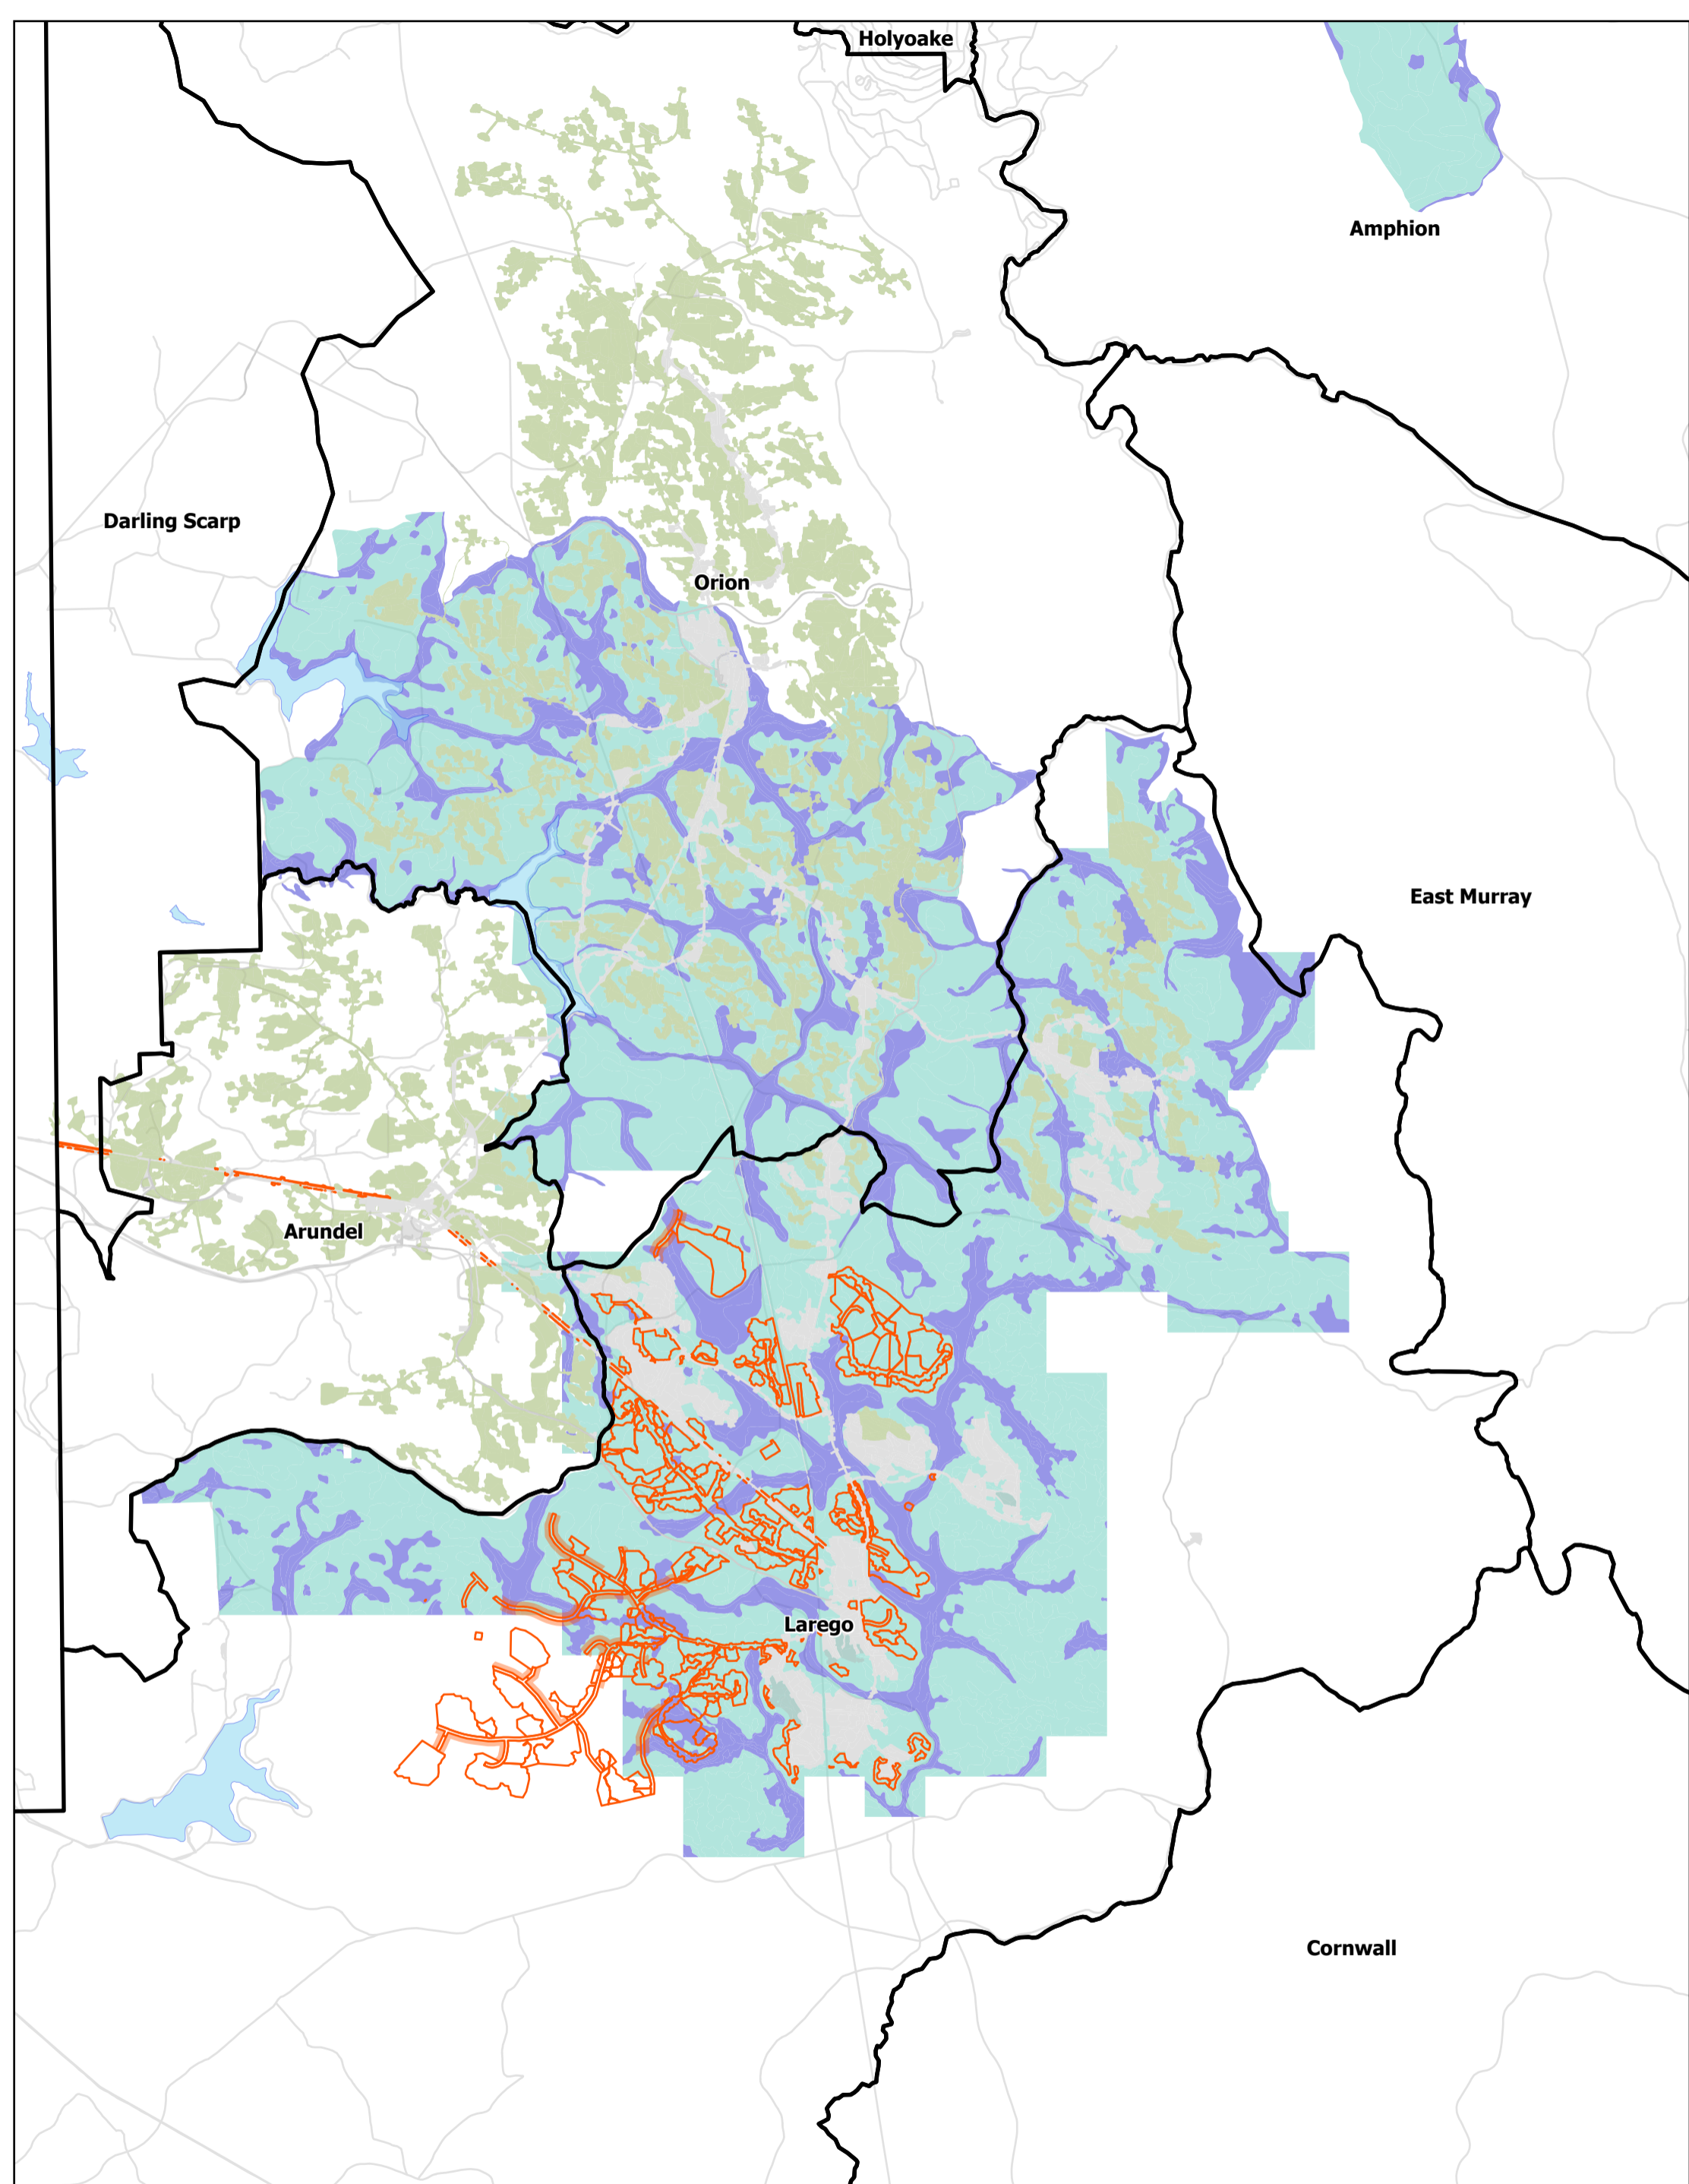 Holyoake
Amphion
Darling Scarp
Orion
East Murray
Arundel
Larego
Cornwall